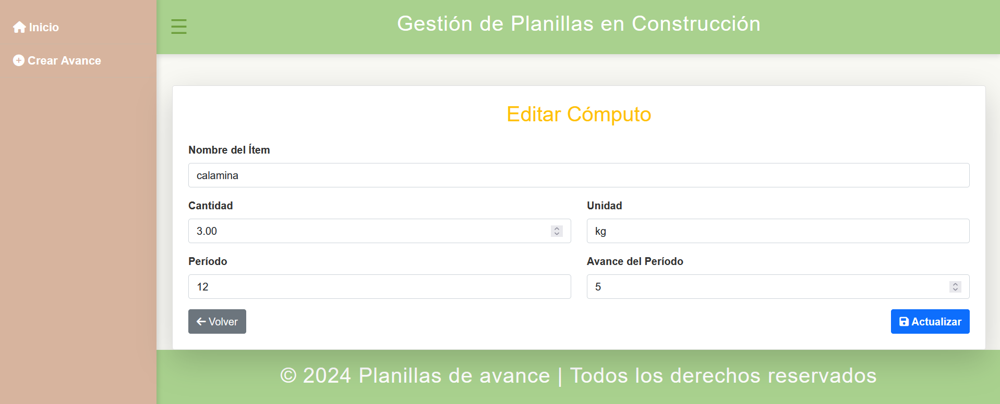 Inicio
Crear Avance
Gestión de Planillas en Construcción
Editar Cómputo
Nombre del Ítem
calamina
Cantidad
Unidad
3.00
kg
Período
Avance del Período
12
5
Volver
Actualizar
© 2024 Planillas de avance | Todos los derechos reservados